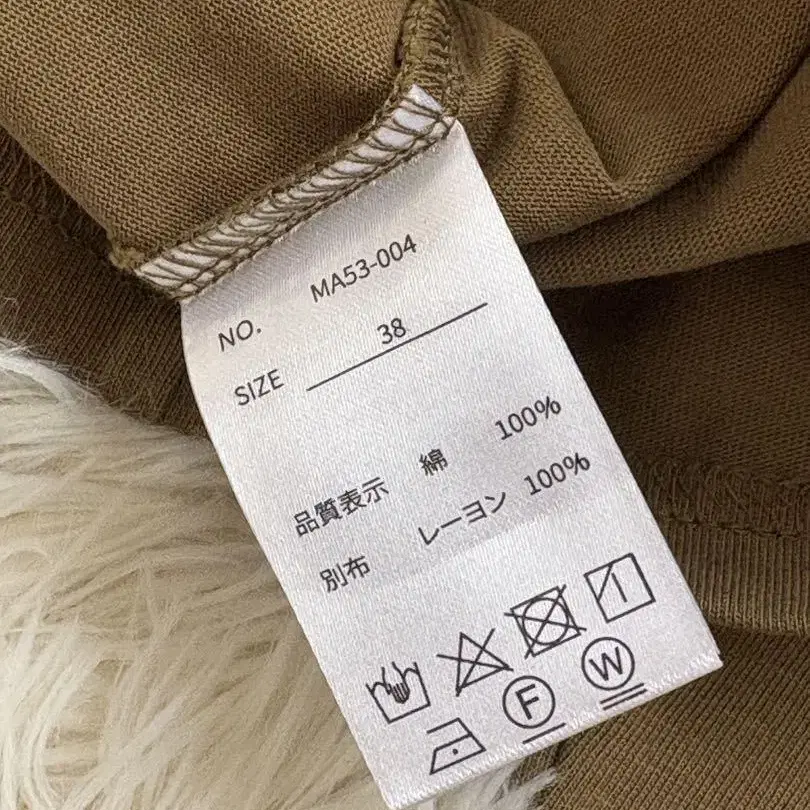 NO. MA53-004
SIZE 38
品質表示 綿 100%
別布 レーヨン 100%
F W